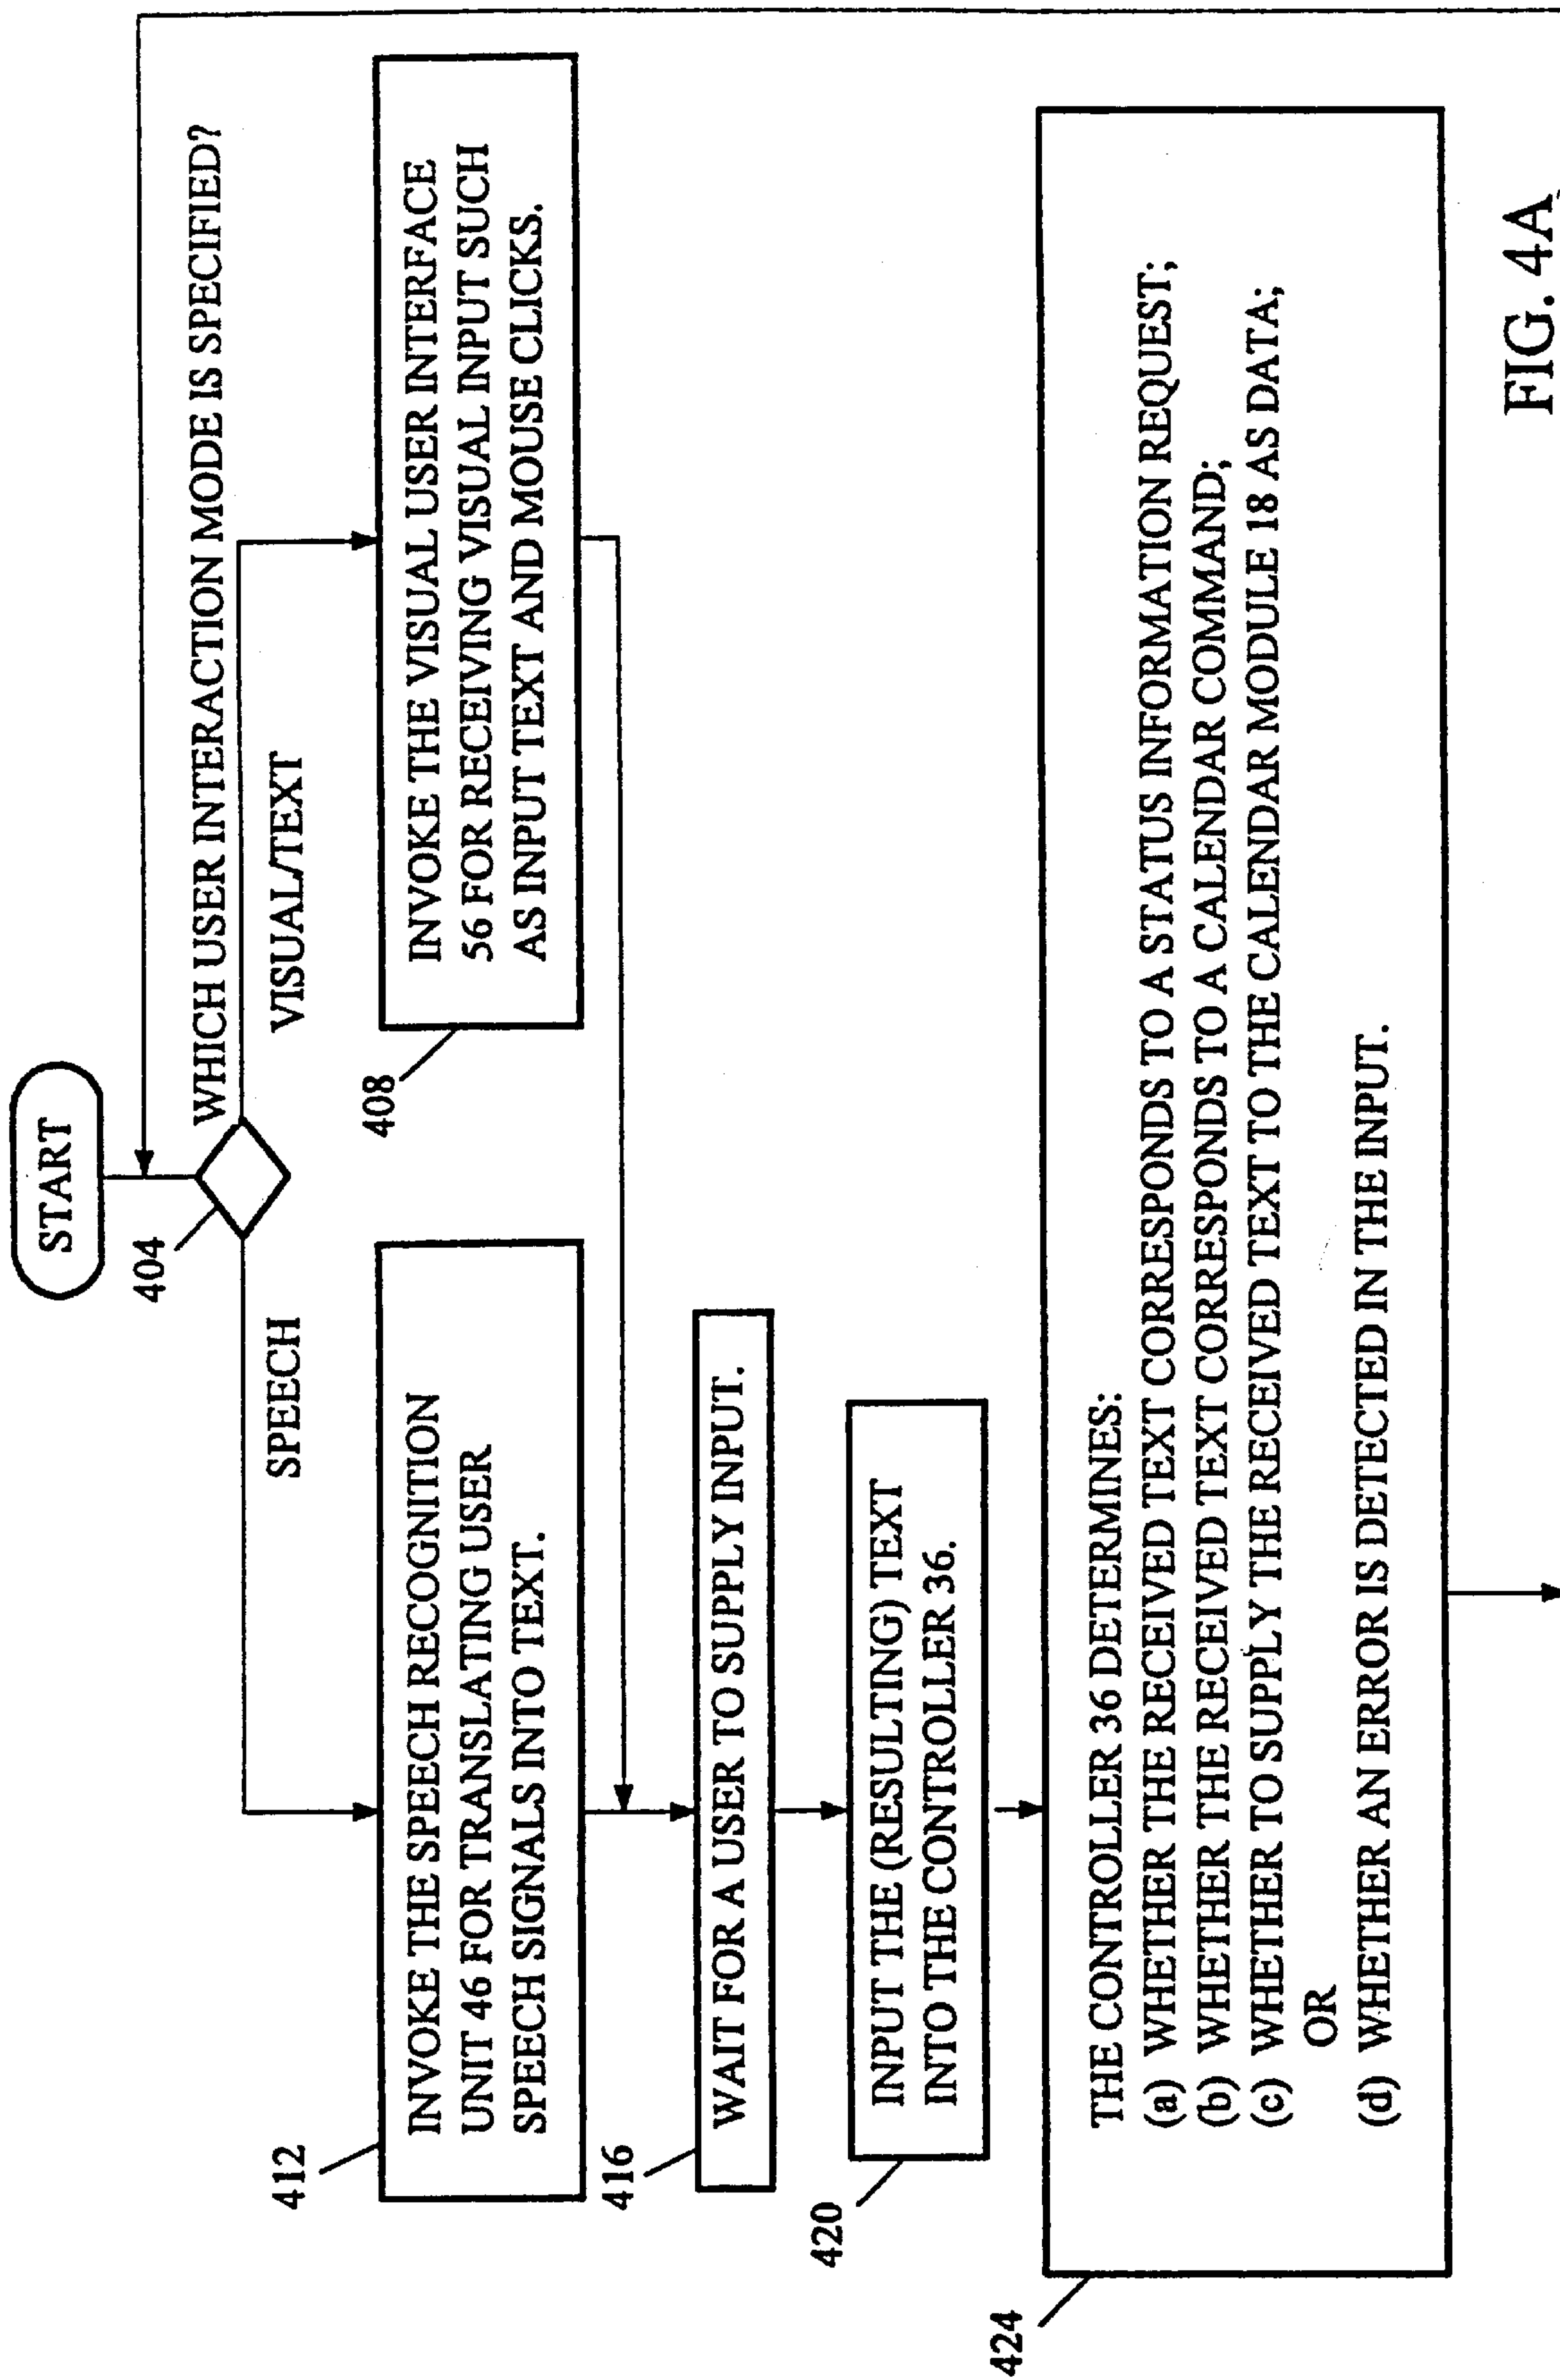 START
404
WHICH USER INTERACTION MODE IS SPECIFIED?
SPEECH
VISUAL/TEXT
412
INVOKE THE SPEECH RECOGNITION
UNIT 46 FOR TRANSLATING USER
SPEECH SIGNALS INTO TEXT.
408
INVOKE THE VISUAL USER INTERFACE
56 FOR RECEIVING VISUAL INPUT SUCH
AS INPUT TEXT AND MOUSE CLICKS.
416
WAIT FOR A USER TO SUPPLY INPUT.
420
INPUT THE (RESULTING) TEXT
INTO THE CONTROLLER 36.
424
THE CONTROLLER 36 DETERMINES:
(a) WHETHER THE RECEIVED TEXT CORRESPONDS TO A STATUS INFORMATION REQUEST;
(b) WHETHER THE RECEIVED TEXT CORRESPONDS TO A CALENDAR COMMAND;
(c) WHETHER TO SUPPLY THE RECEIVED TEXT TO THE CALENDAR MODULE 18 AS DATA;
OR
(d) WHETHER AN ERROR IS DETECTED IN THE INPUT.
FIG. 4A